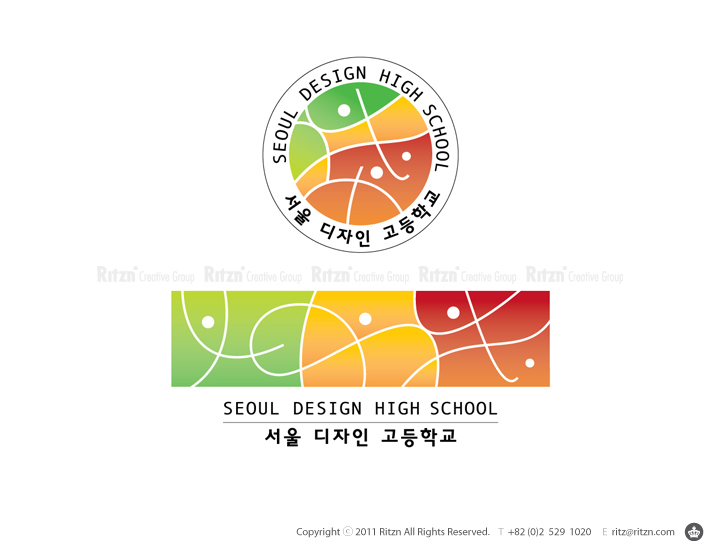 SEOUL DESIGN HIGH SCHOOL
서울 디자인 고등학교
Ritzn Creative Group Ritzn Creative Group Ritzn Creative Group Ritzn Creative Group Ritzn Creative Group
SEOUL DESIGN HIGH SCHOOL
서울 디자인 고등학교
Copyright ⓒ 2011 Ritzn All Rights Reserved. T +82 (0)2 529 1020 E ritz@ritzn.com